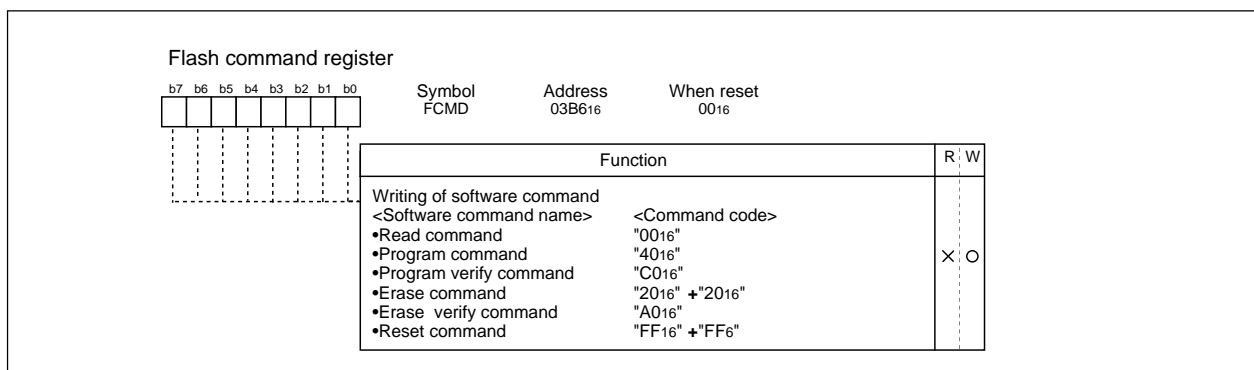 Flash command register
b7 b6 b5 b4 b3 b2 b1 b0
Symbol Address When reset
FCMD 03B616 0016
Function R W
Writing of software command
<Software command name> <Command code>
•Read command "0016"
•Program command "4016"
•Program verify command "C016"
•Erase command "2016" +"2016"
•Erase verify command "A016"
•Reset command "FF16" +"FF6"